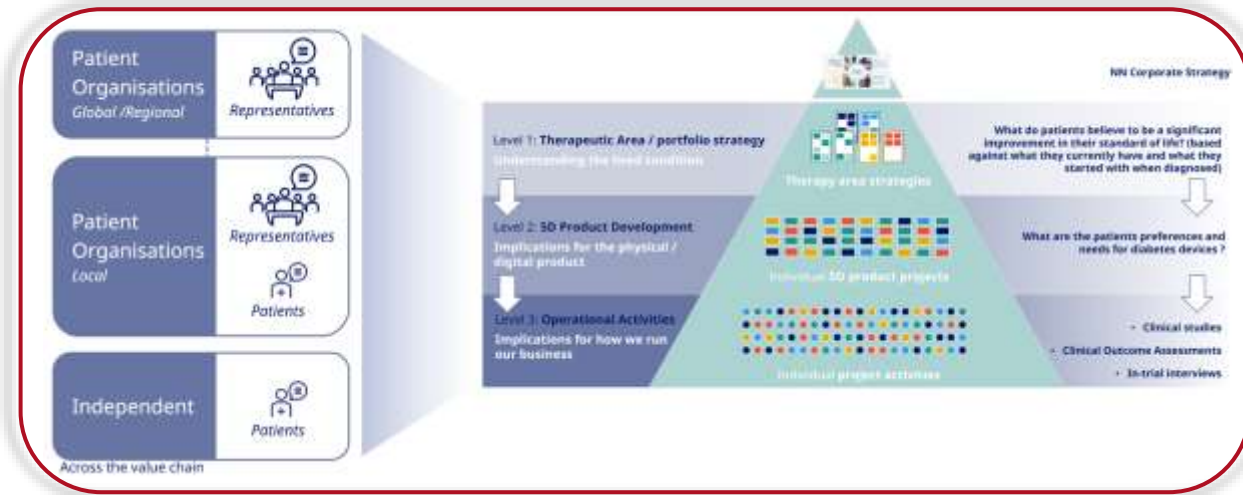 Patient
Organisations
Global /Regional
Representatives
Patient
Organisations
Local
Representatives
Patients
Independent
Patients
Across the value chain
NN Corporate Strategy
Level 1: Therapeutic Area / portfolio strategy
Understanding the lived condition
Therapy area strategies
What do patients believe to be a significant
improvement in their standard of life? (based
against what they currently have and what they
started with when diagnosed)
Level 2: 5D Product Development
Implications for the physical /
digital product
Individual 5D product projects
What are the patients preferences and
needs for diabetes devices ?
Level 3: Operational Activities
Implications for how we run
our business
Individual project activities
• Clinical studies
• Clinical Outcome Assessments
• In-trial interviews